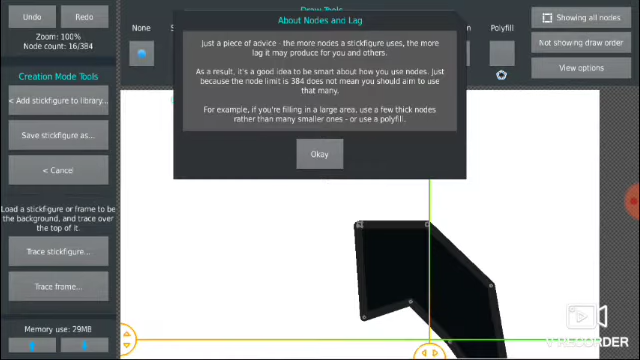 Undo
Redo
Zoom: 100%
Node count: 16/384
Creation Mode Tools
< Add stickfigure to library...
Save stickfigure as...
< Cancel
Load a stickfigure or frame to be
the background, and trace over
the top of it.
Trace stickfigure...
Trace frame...
Memory use: 29MB
Draw Tools
None
Polyfill
About Nodes and Lag
Just a piece of advice - the more nodes a stickfigure uses, the more
lag it may produce for you and others.
As a result, it's a good idea to be smart about how you use nodes. Just
because the node limit is 384 does not mean you should aim to use
that many.
For example, if you're filling in a large area, use a few thick nodes
rather than many smaller ones - or use a polyfill.
Okay
Showing all nodes
Not showing draw order
View options
V RECORDER